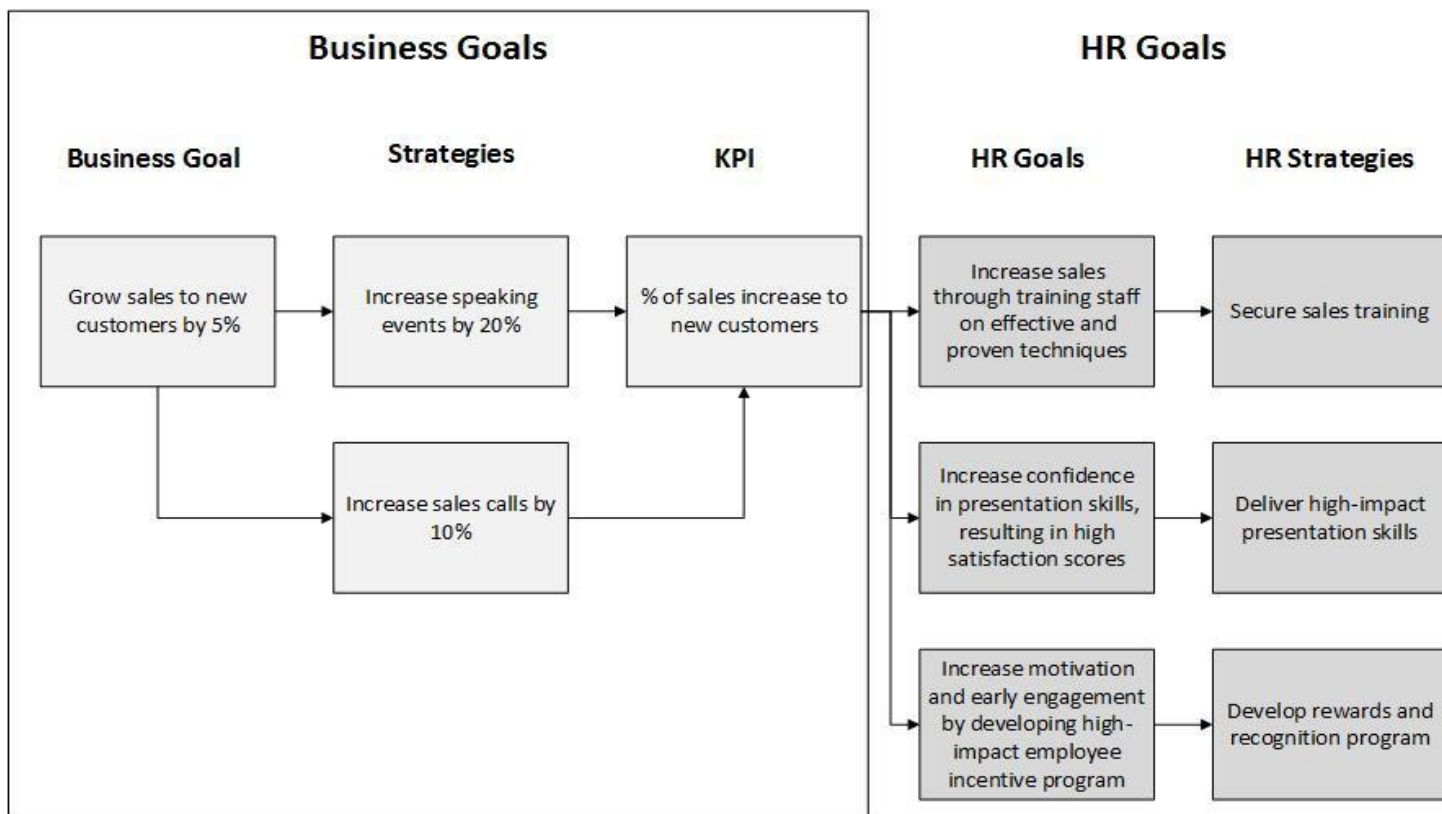 Business Goals
HR Goals
Business Goal
Strategies
KPI
HR Goals
HR Strategies
Grow sales to new
customers by 5%
Increase speaking
events by 20%
% of sales increase to
new customers
Increase sales
through training staff
on effective and
proven techniques
Secure sales training
Increase sales calls by
10%
Increase confidence
in presentation skills,
resulting in high
satisfaction scores
Deliver high-impact
presentation skills
Increase motivation
and early engagement
by developing high-
impact employee
incentive program
Develop rewards and
recognition program